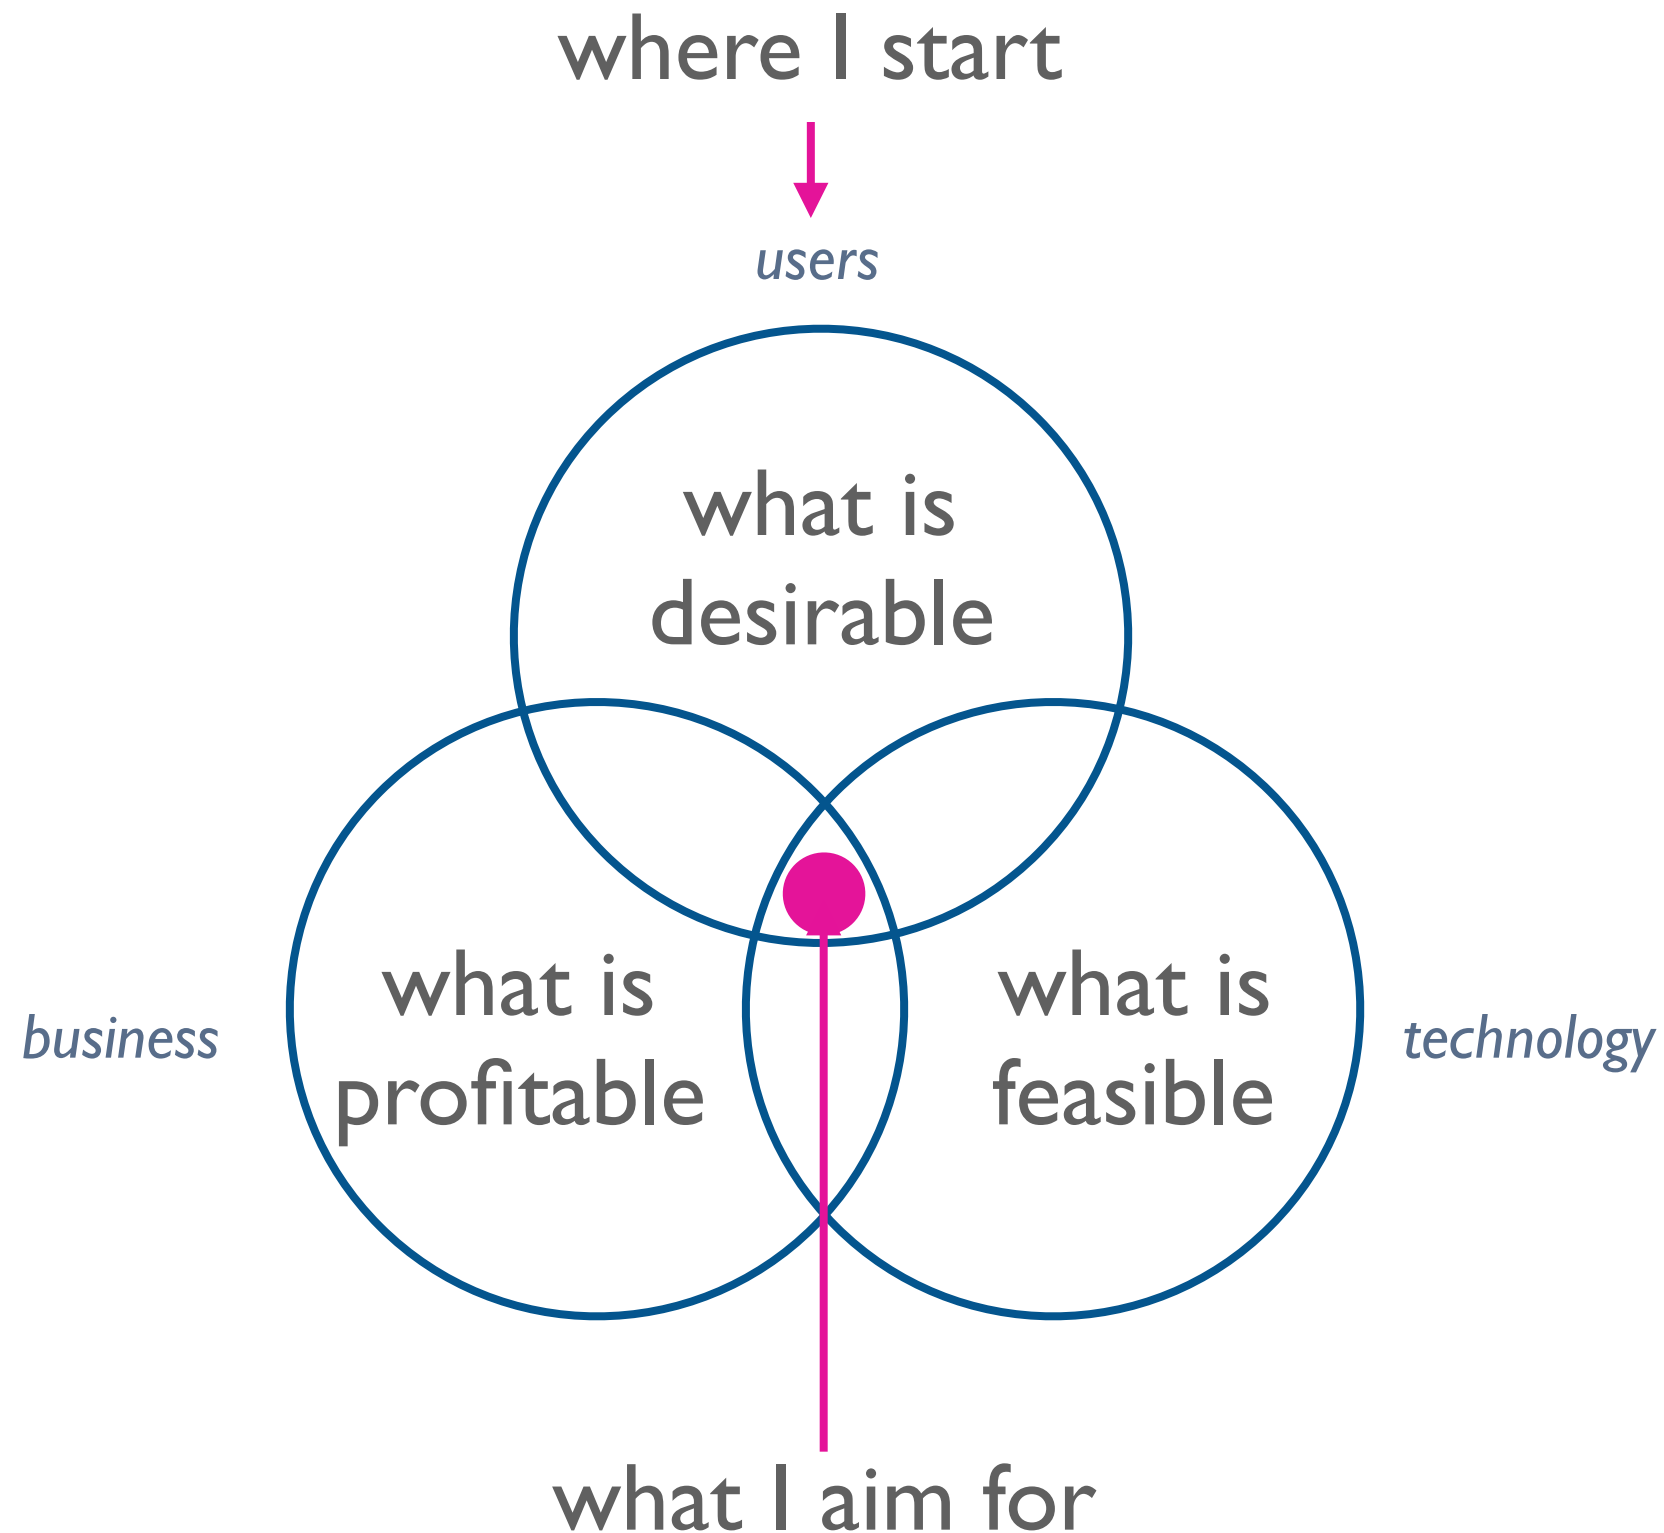 where I start
users
what is
desirable
what is
profitable
what is
feasible
business
technology
what I aim for